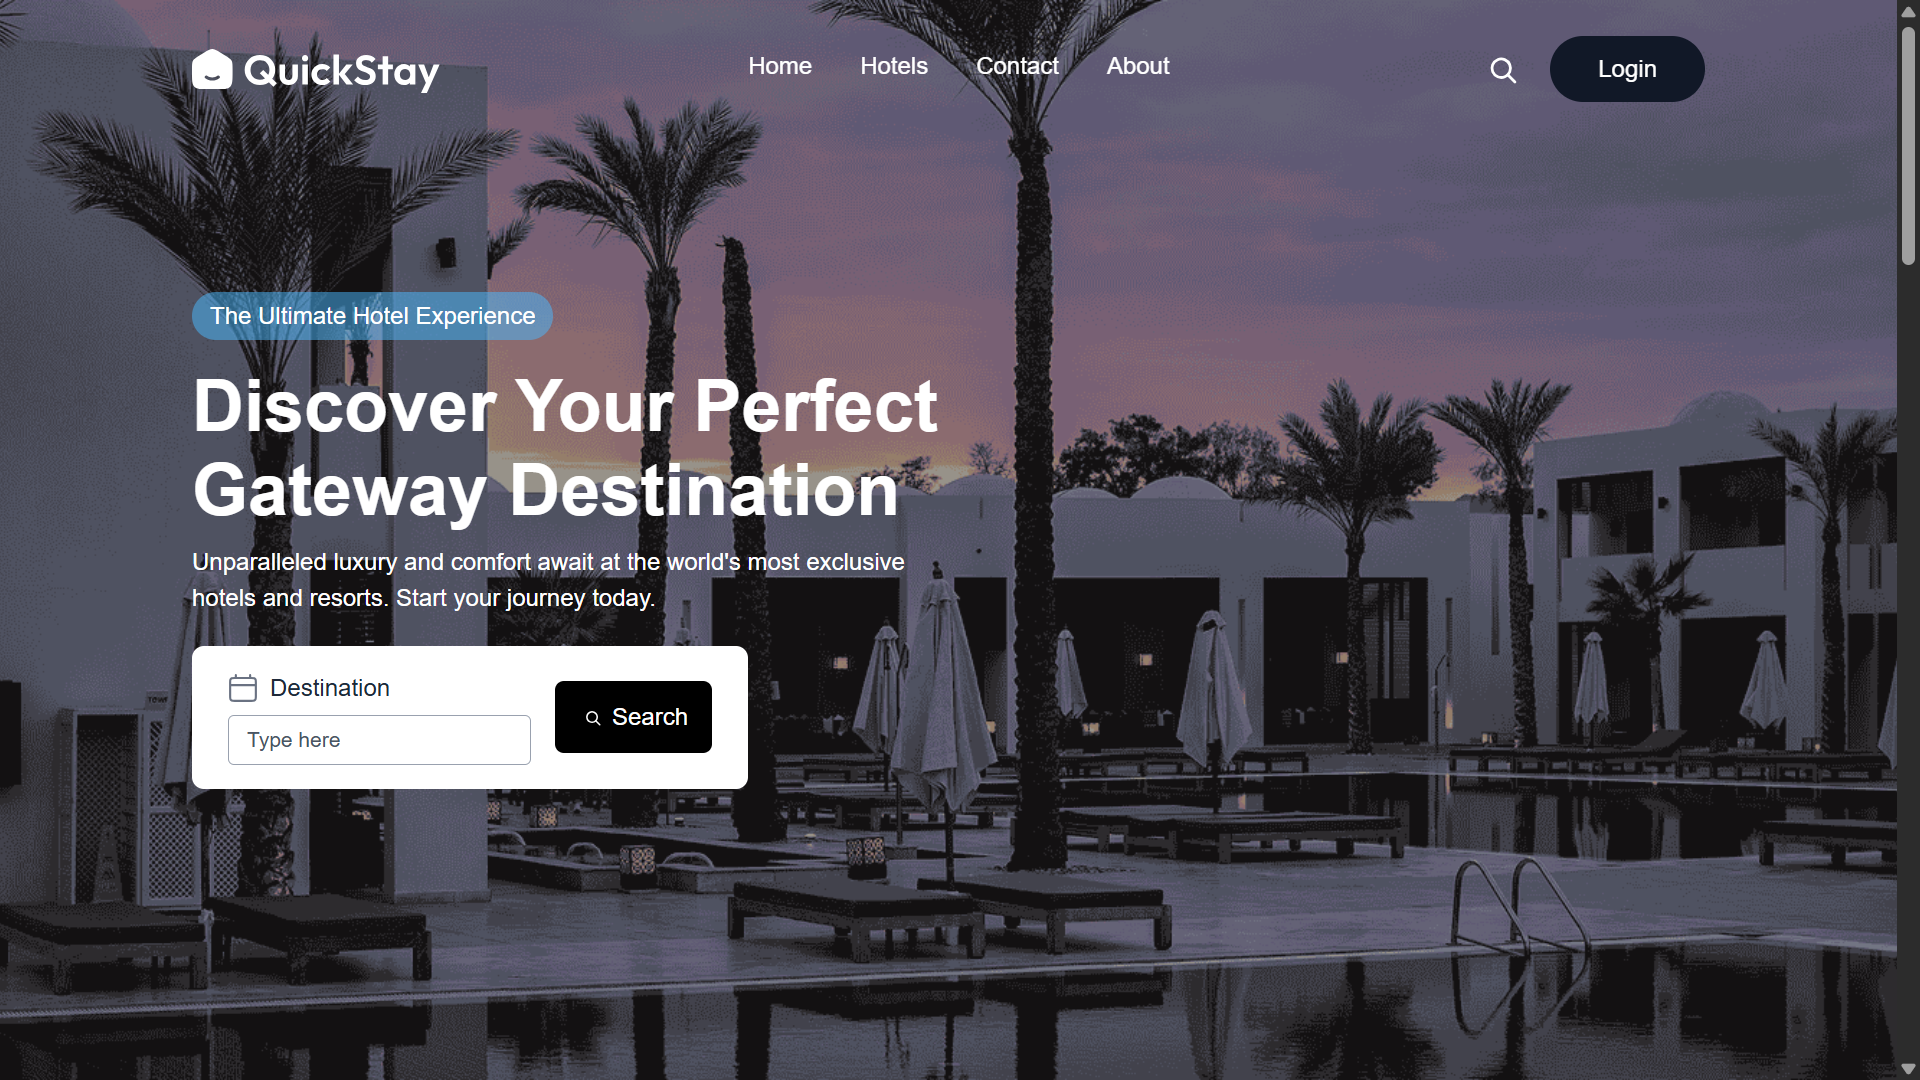 QuickStay
Home Hotels Contact About
Login
The Ultimate Hotel Experience
Discover Your Perfect
Gateway Destination
Unparalleled luxury and comfort await at the world's most exclusive
hotels and resorts. Start your journey today.
Destination
Type here
Search